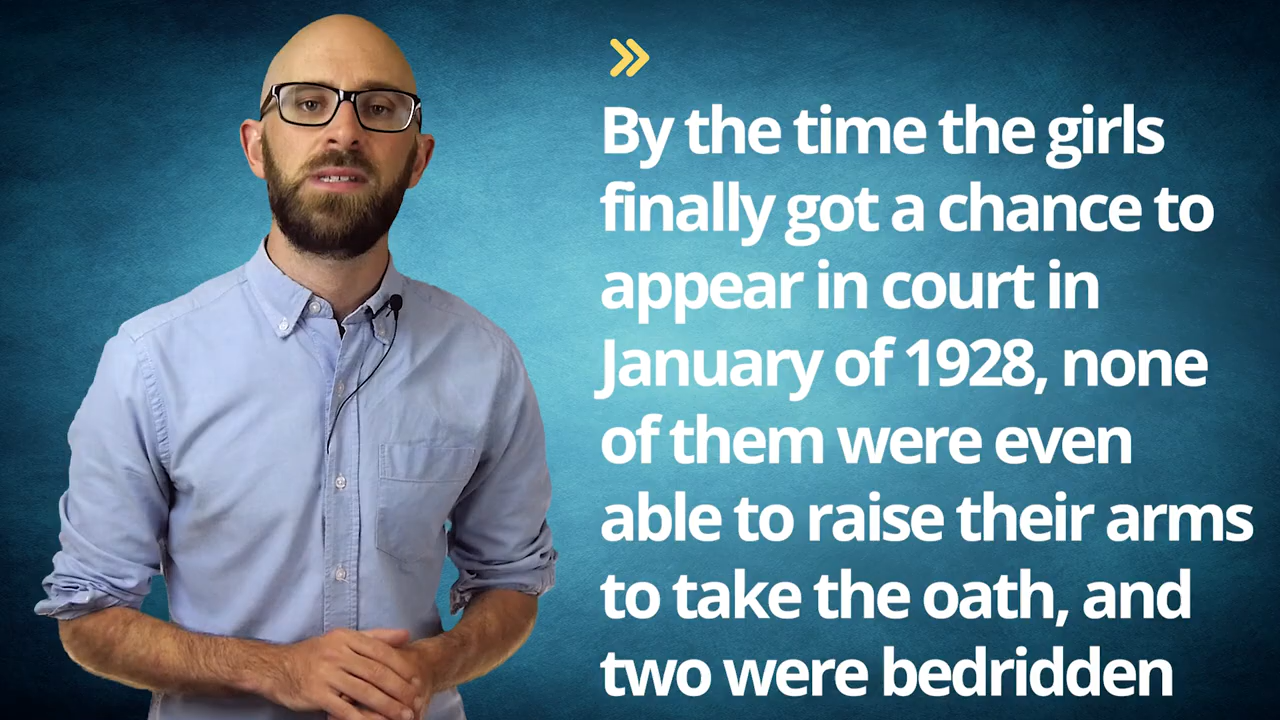 By the time the girls
finally got a chance to
appear in court in
January of 1928, none
of them were even
able to raise their arms
to take the oath, and
two were bedridden